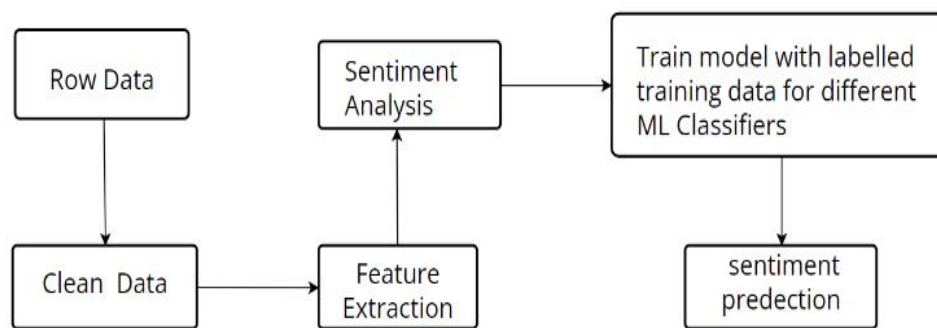 Row Data
Clean Data
Feature
Extraction
Sentiment
Analysis
Train model with labelled
training data for different
ML Classifiers
sentiment
predection